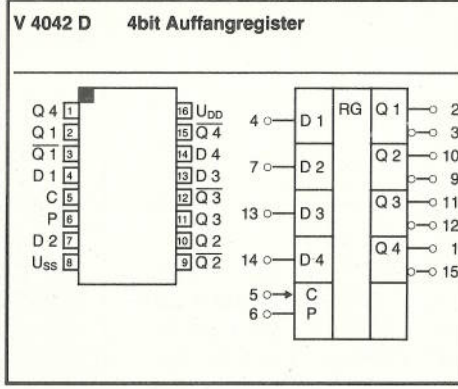 V 4042 D 4bit Auffangregister
Q 4 1 16 U_DD
Q 1 2 15 Q̅ 4̅
Q̅ 1̅ 3 14 D 4
D 1 4 13 D 3
C 5 12 Q̅ 3̅
P 6 11 Q 3
D 2 7 10 Q 2
U_SS 8 9 Q̅ 2̅
4 D 1 RG Q 1 2
3
7 D 2 Q 2 10
9
13 D 3 Q 3 11
12
14 D 4 Q 4 1
15
5 C
6 P